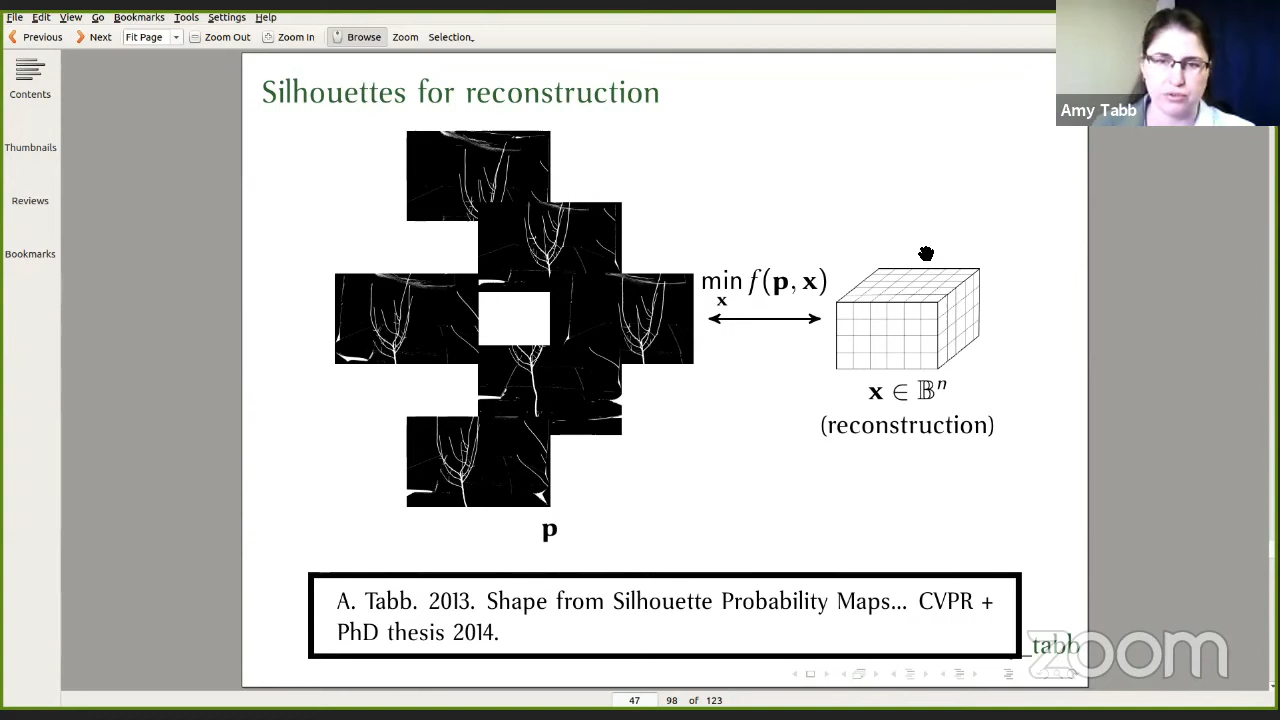 File Edit View Go Bookmarks Tools Settings Help
Previous Next Fit Page Zoom Out Zoom In Browse Zoom Selection
Contents
Thumbnails
Reviews
Bookmarks
Amy Tabb
Silhouettes for reconstruction
min f(p, x)
x
x ∈ 𝔹ⁿ
(reconstruction)
p
A. Tabb. 2013. Shape from Silhouette Probability Maps... CVPR +
PhD thesis 2014.
_tabb
zoom
47 98 of 123